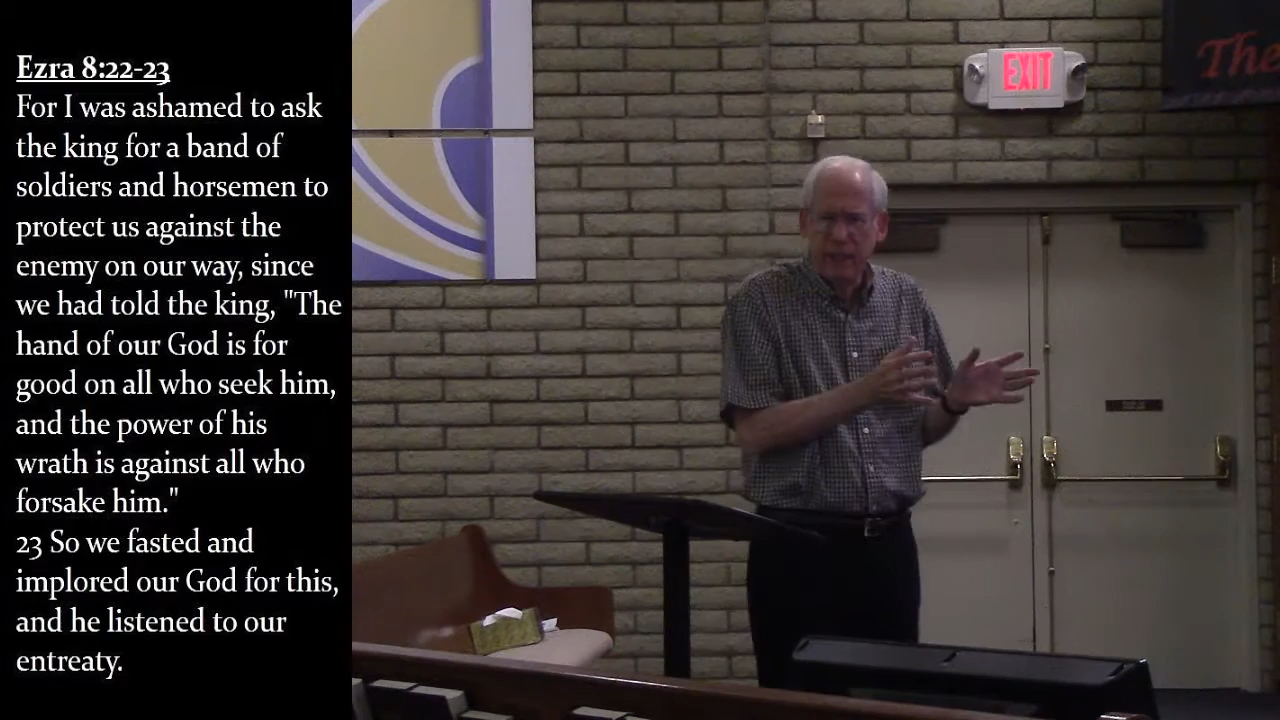 Ezra 8:22-23
For I was ashamed to ask
the king for a band of
soldiers and horsemen to
protect us against the
enemy on our way, since
we had told the king, "The
hand of our God is for
good on all who seek him,
and the power of his
wrath is against all who
forsake him."
23 So we fasted and
implored our God for this,
and he listened to our
entreaty.
EXIT
The